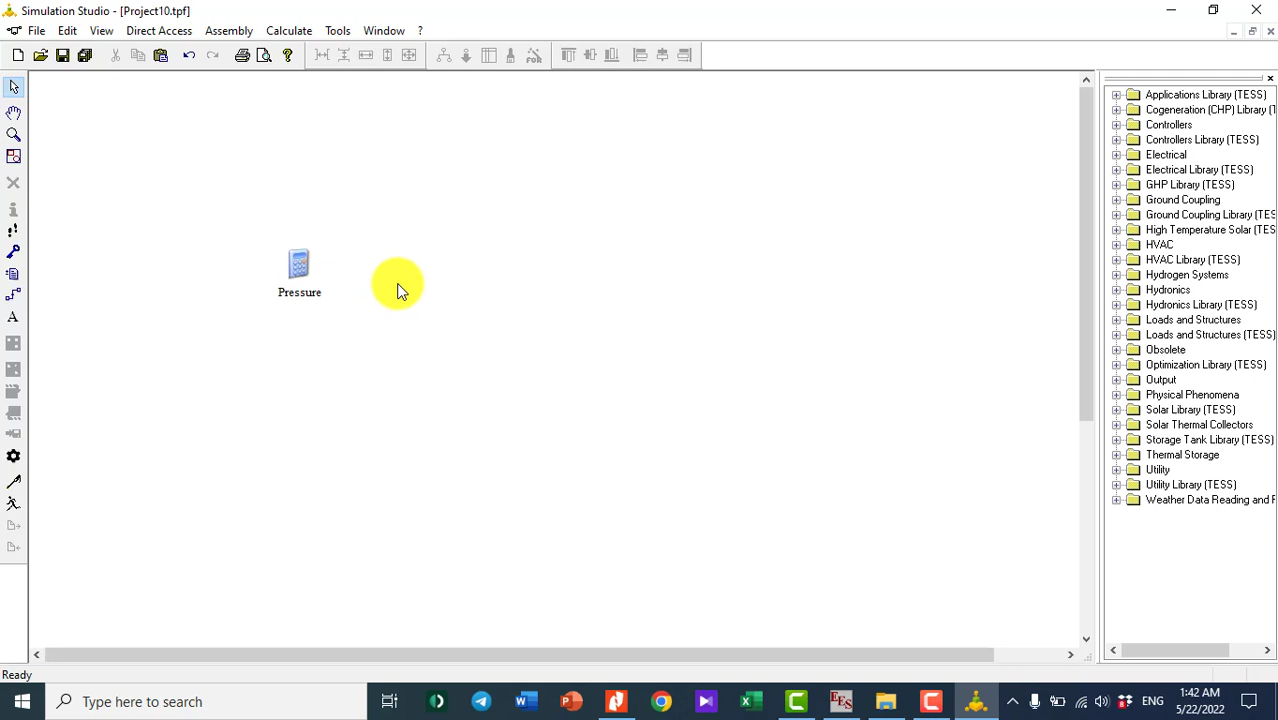 Simulation Studio - [Project10.tpf]
File Edit View Direct Access Assembly Calculate Tools Window ?
Pressure
Applications Library (TESS)
Cogeneration (CHP) Library (T
Controllers
Controllers Library (TESS)
Electrical
Electrical Library (TESS)
GHP Library (TESS)
Ground Coupling
Ground Coupling Library (TESS
High Temperature Solar (TESS
HVAC
HVAC Library (TESS)
Hydrogen Systems
Hydronics
Hydronics Library (TESS)
Loads and Structures
Loads and Structures (TESS)
Obsolete
Optimization Library (TESS)
Output
Physical Phenomena
Solar Library (TESS)
Solar Thermal Collectors
Storage Tank Library (TESS)
Thermal Storage
Utility
Utility Library (TESS)
Weather Data Reading and F
Ready
Type here to search
EES
ENG
1:42 AM
5/22/2022